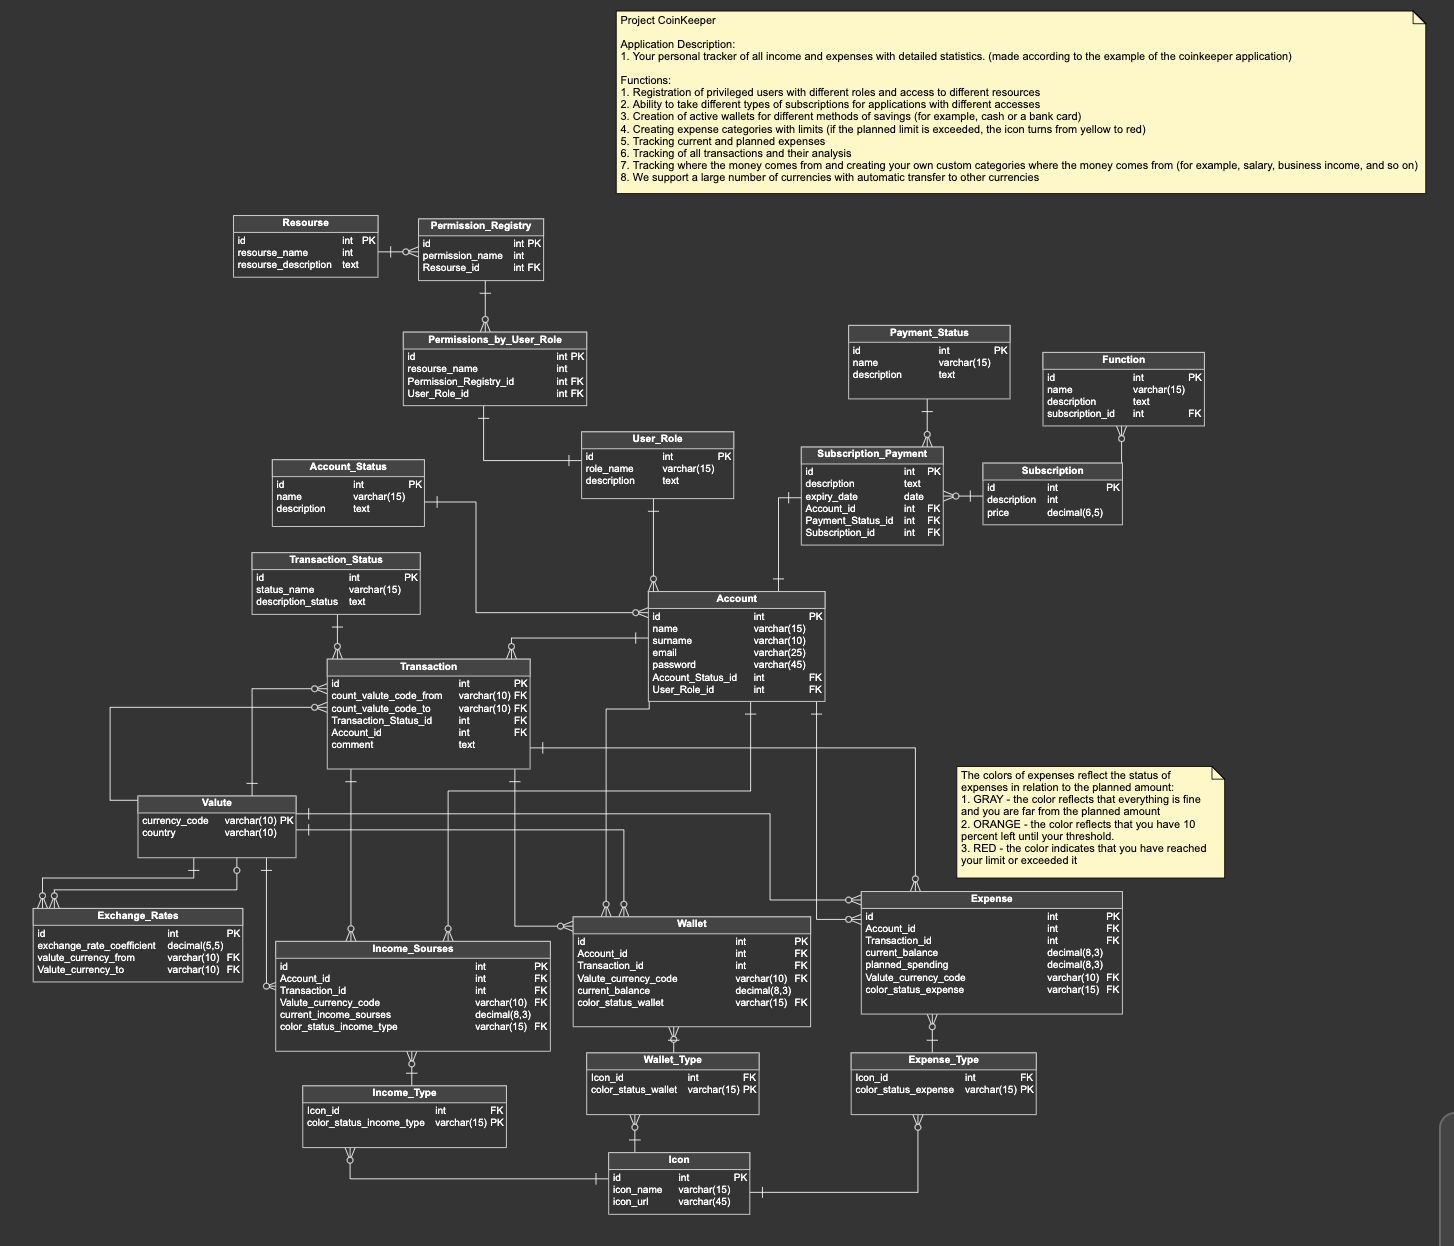 Project CoinKeeper
Application Description:
1. Your personal tracker of all income and expenses with detailed statistics. (made according to the example of the coinkeeper application)
Functions:
1. Registration of privileged users with different roles and access to different resources
2. Ability to take different types of subscriptions for applications with different accesses
3. Creation of active wallets for different methods of savings (for example, cash or a bank card)
4. Creating expense categories with limits (if the planned limit is exceeded, the icon turns from yellow to red)
5. Tracking current and planned expenses
6. Tracking of all transactions and their analysis
7. Tracking where the money comes from and creating your own custom categories where the money comes from (for example, salary, business income, and so on)
8. We support a large number of currencies with automatic transfer to other currencies
Resourse
id int PK
resourse_name int
resourse_description text
Permission_Registry
id int PK
permission_name int
Resourse_id int FK
Permissions_by_User_Role
id int PK
resourse_name int
Permission_Registry_id int FK
User_Role_id int FK
Payment_Status
id int PK
name varchar(15)
description text
Function
id int PK
name varchar(15)
description text
subscription_id int FK
User_Role
id int PK
role_name varchar(15)
description text
Account_Status
id int PK
name varchar(15)
description text
Subscription_Payment
id int PK
description text
expiry_date date
Account_id int FK
Payment_Status_id int FK
Subscription_id int FK
Subscription
id int PK
description int
price decimal(6,5)
Transaction_Status
id int PK
status_name varchar(15)
description_status text
Account
id int PK
name varchar(15)
surname varchar(10)
email varchar(25)
password varchar(45)
Account_Status_id int FK
User_Role_id int FK
Transaction
id int PK
count_valute_code_from varchar(10) FK
count_valute_code_to varchar(10) FK
Transaction_Status_id int FK
Account_id int FK
comment text
The colors of expenses reflect the status of
expenses in relation to the planned amount:
1. GRAY - the color reflects that everything is fine
and you are far from the planned amount
2. ORANGE - the color reflects that you have 10
percent left until your threshold.
3. RED - the color indicates that you have reached
your limit or exceeded it
Valute
currency_code varchar(10) PK
country varchar(10)
Exchange_Rates
id int PK
exchange_rate_coefficient decimal(5,5)
valute_currency_from varchar(10) FK
Valute_currency_to varchar(10) FK
Income_Sourses
id int PK
Account_id int FK
Transaction_id int FK
Valute_currency_code varchar(10) FK
current_income_sourses decimal(8,3)
color_status_income_type varchar(15) FK
Wallet
id int PK
Account_id int FK
Transaction_id int FK
Valute_currency_code varchar(10) FK
current_balance decimal(8,3)
color_status_wallet varchar(15) FK
Expense
id int PK
Account_id int FK
Transaction_id int FK
current_balance decimal(8,3)
planned_spending decimal(8,3)
Valute_currency_code varchar(10) FK
color_status_expense varchar(15) FK
Income_Type
Icon_id int FK
color_status_income_type varchar(15) PK
Wallet_Type
Icon_id int FK
color_status_wallet varchar(15) PK
Expense_Type
Icon_id int FK
color_status_expense varchar(15) PK
Icon
id int PK
icon_name varchar(15)
icon_url varchar(45)